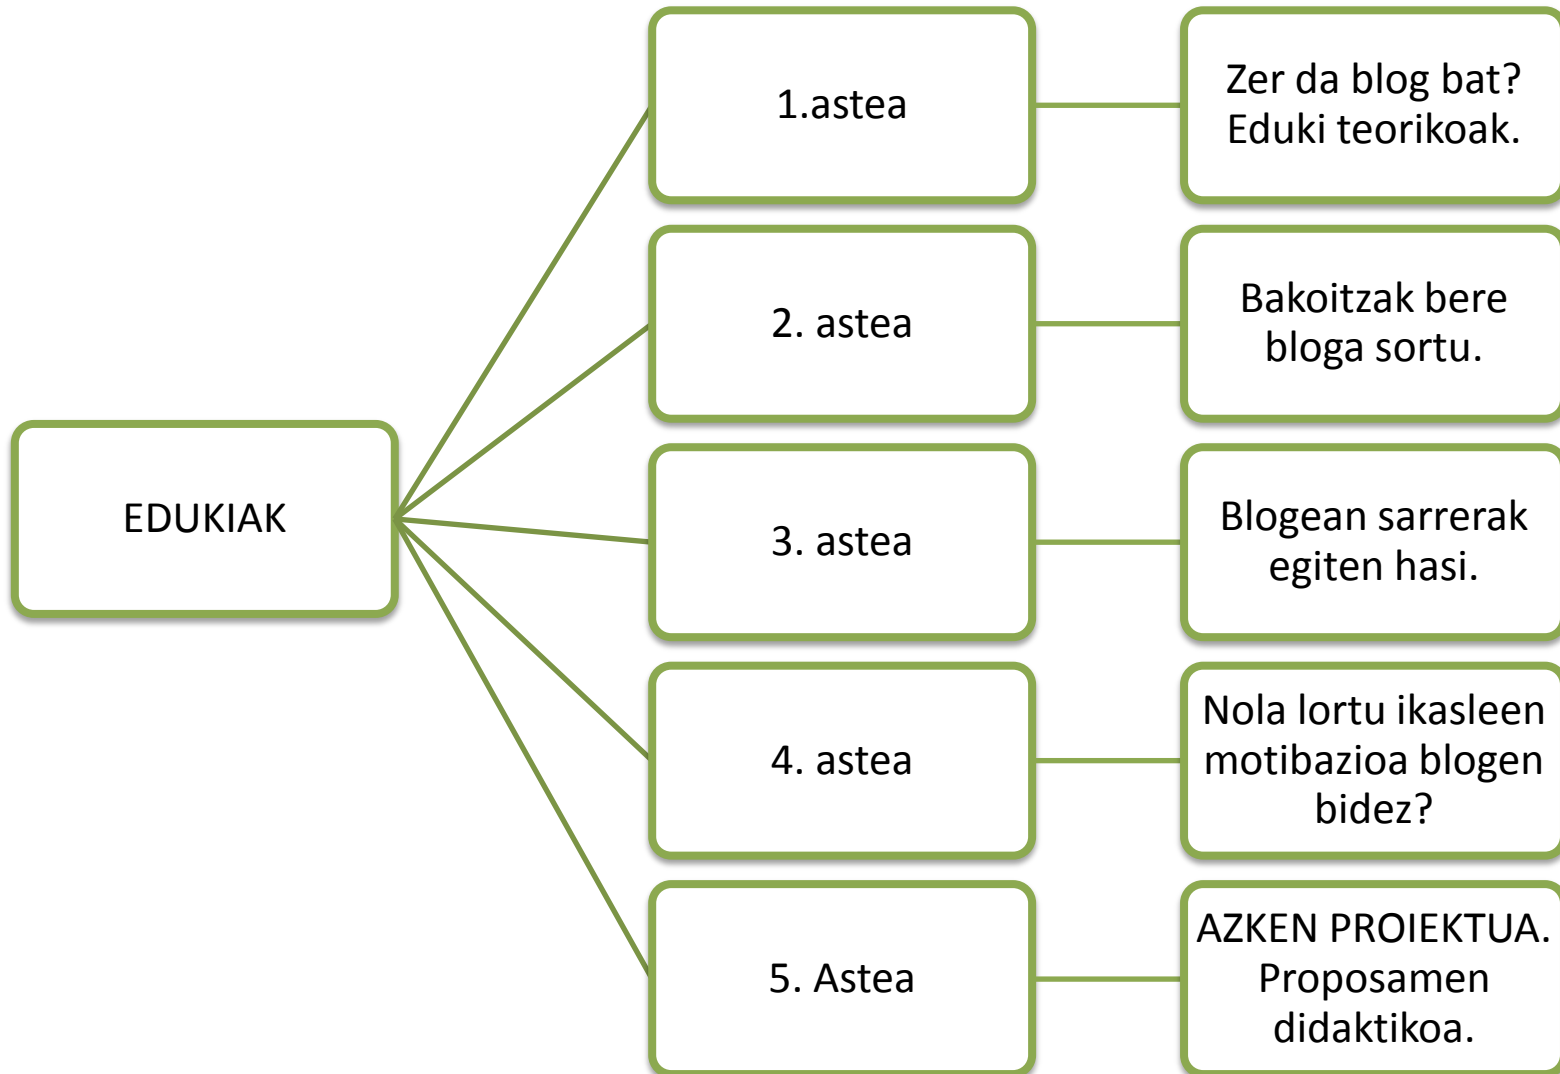 EDUKIAK
1.astea
Zer da blog bat?
Eduki teorikoak.
2. astea
Bakoitzak bere
bloga sortu.
3. astea
Blogean sarrerak
egiten hasi.
4. astea
Nola lortu ikasleen
motibazioa blogen
bidez?
5. Astea
AZKEN PROIEKTUA.
Proposamen
didaktikoa.